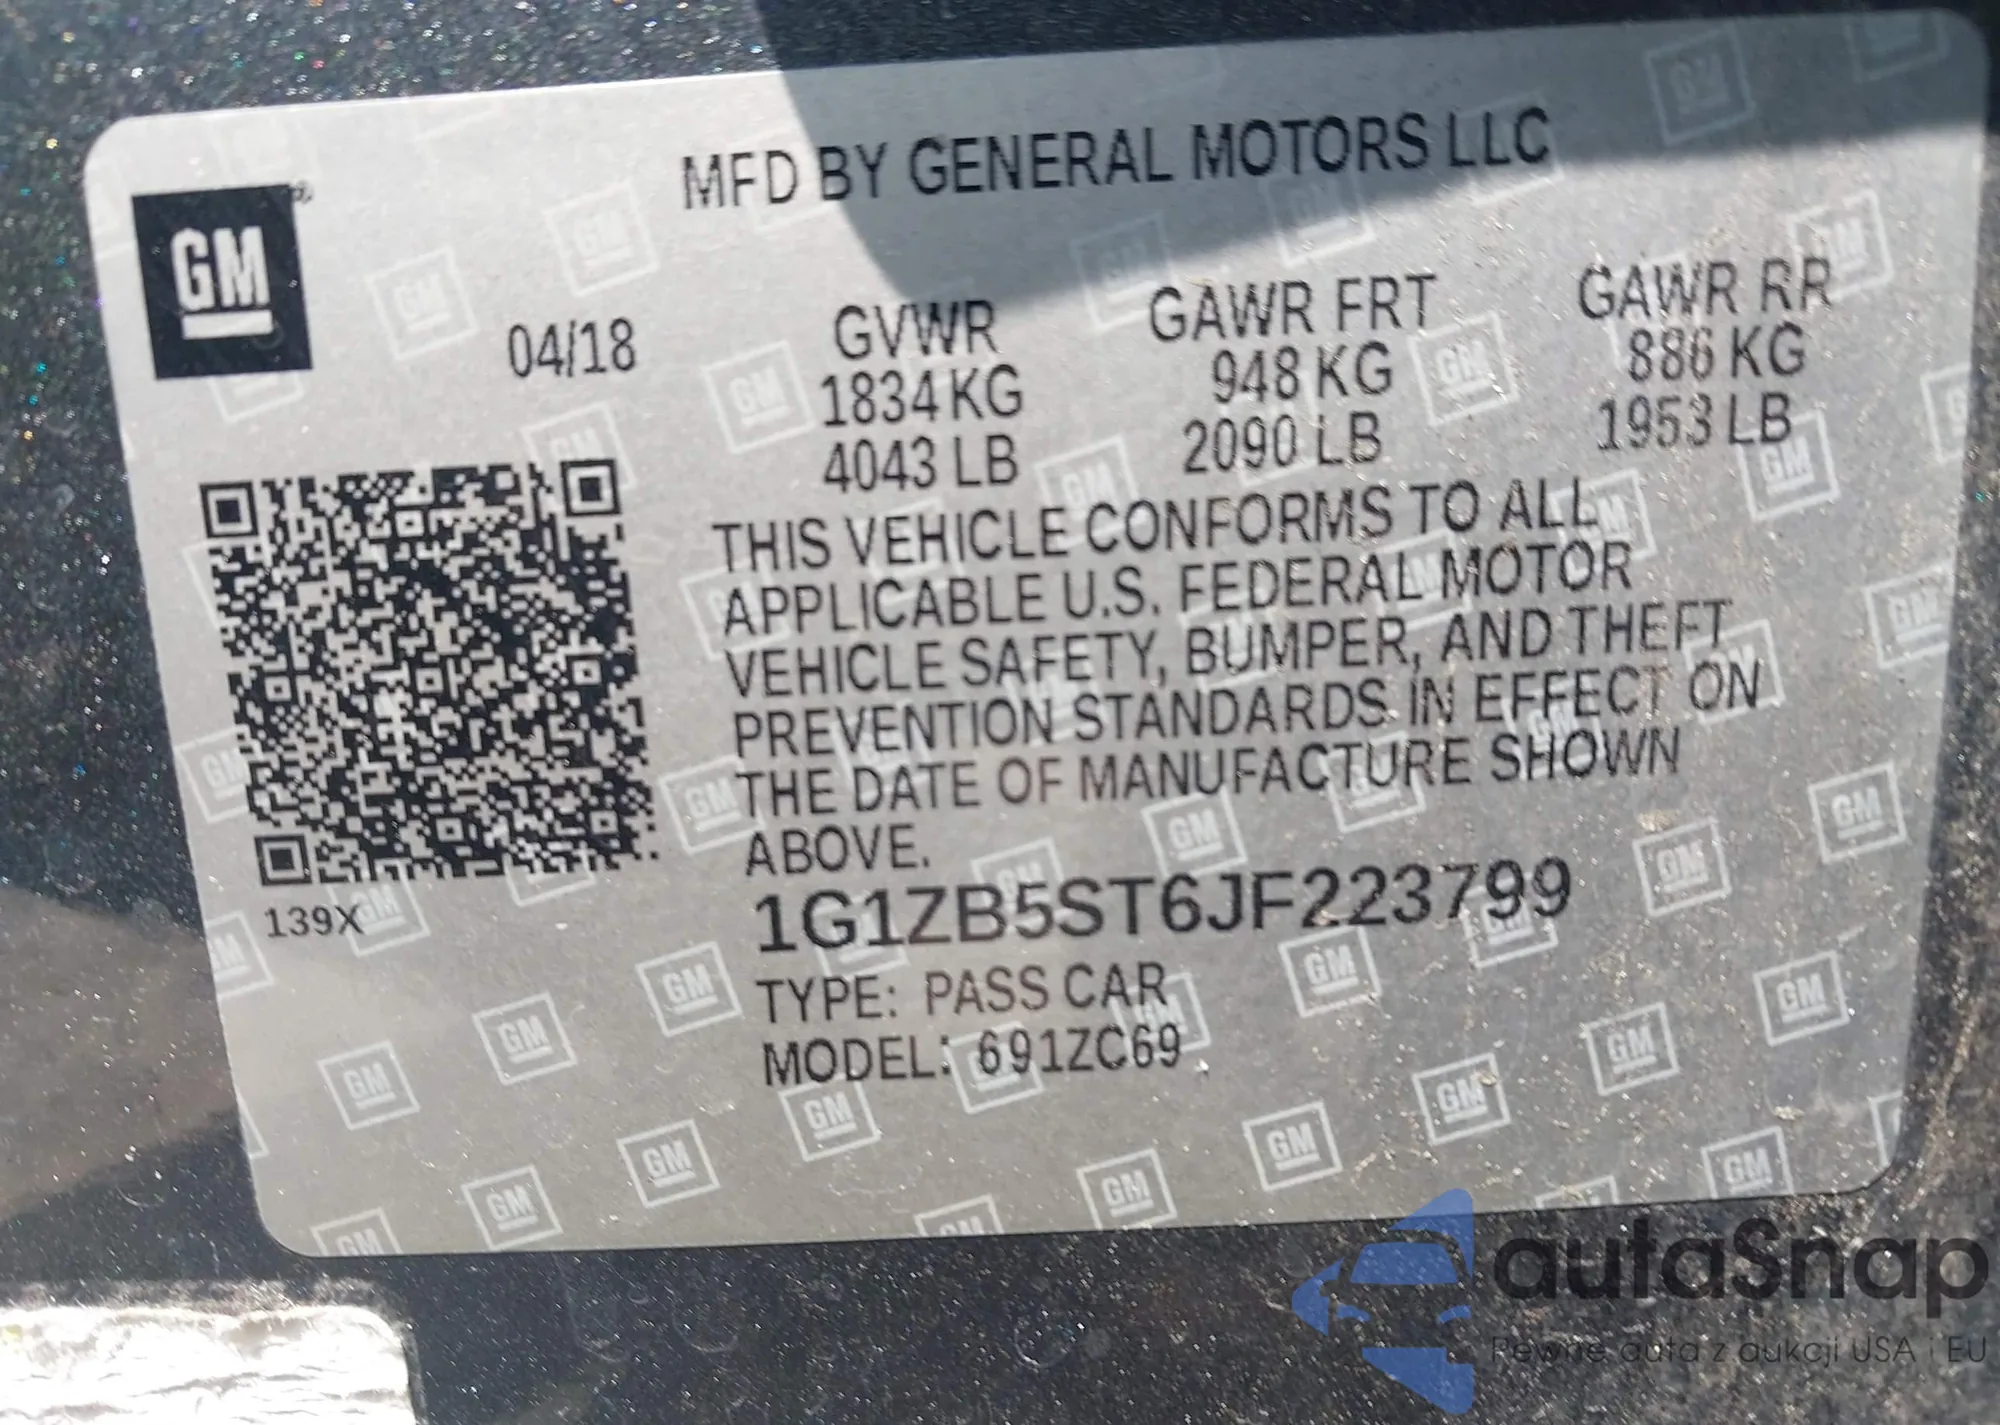 MFD BY GENERAL MOTORS LLC
GM®
04/18
GVWR GAWR FRT GAWR RR
1834 KG 948 KG 886 KG
4043 LB 2090 LB 1953 LB
THIS VEHICLE CONFORMS TO ALL
APPLICABLE U.S. FEDERAL MOTOR
VEHICLE SAFETY, BUMPER, AND THEFT
PREVENTION STANDARDS IN EFFECT ON
THE DATE OF MANUFACTURE SHOWN
ABOVE.
139X
1G1ZB5ST6JF223799
TYPE: PASS CAR
MODEL: 691ZC69
autaSnap
Pewne auta z aukcji USA i EU